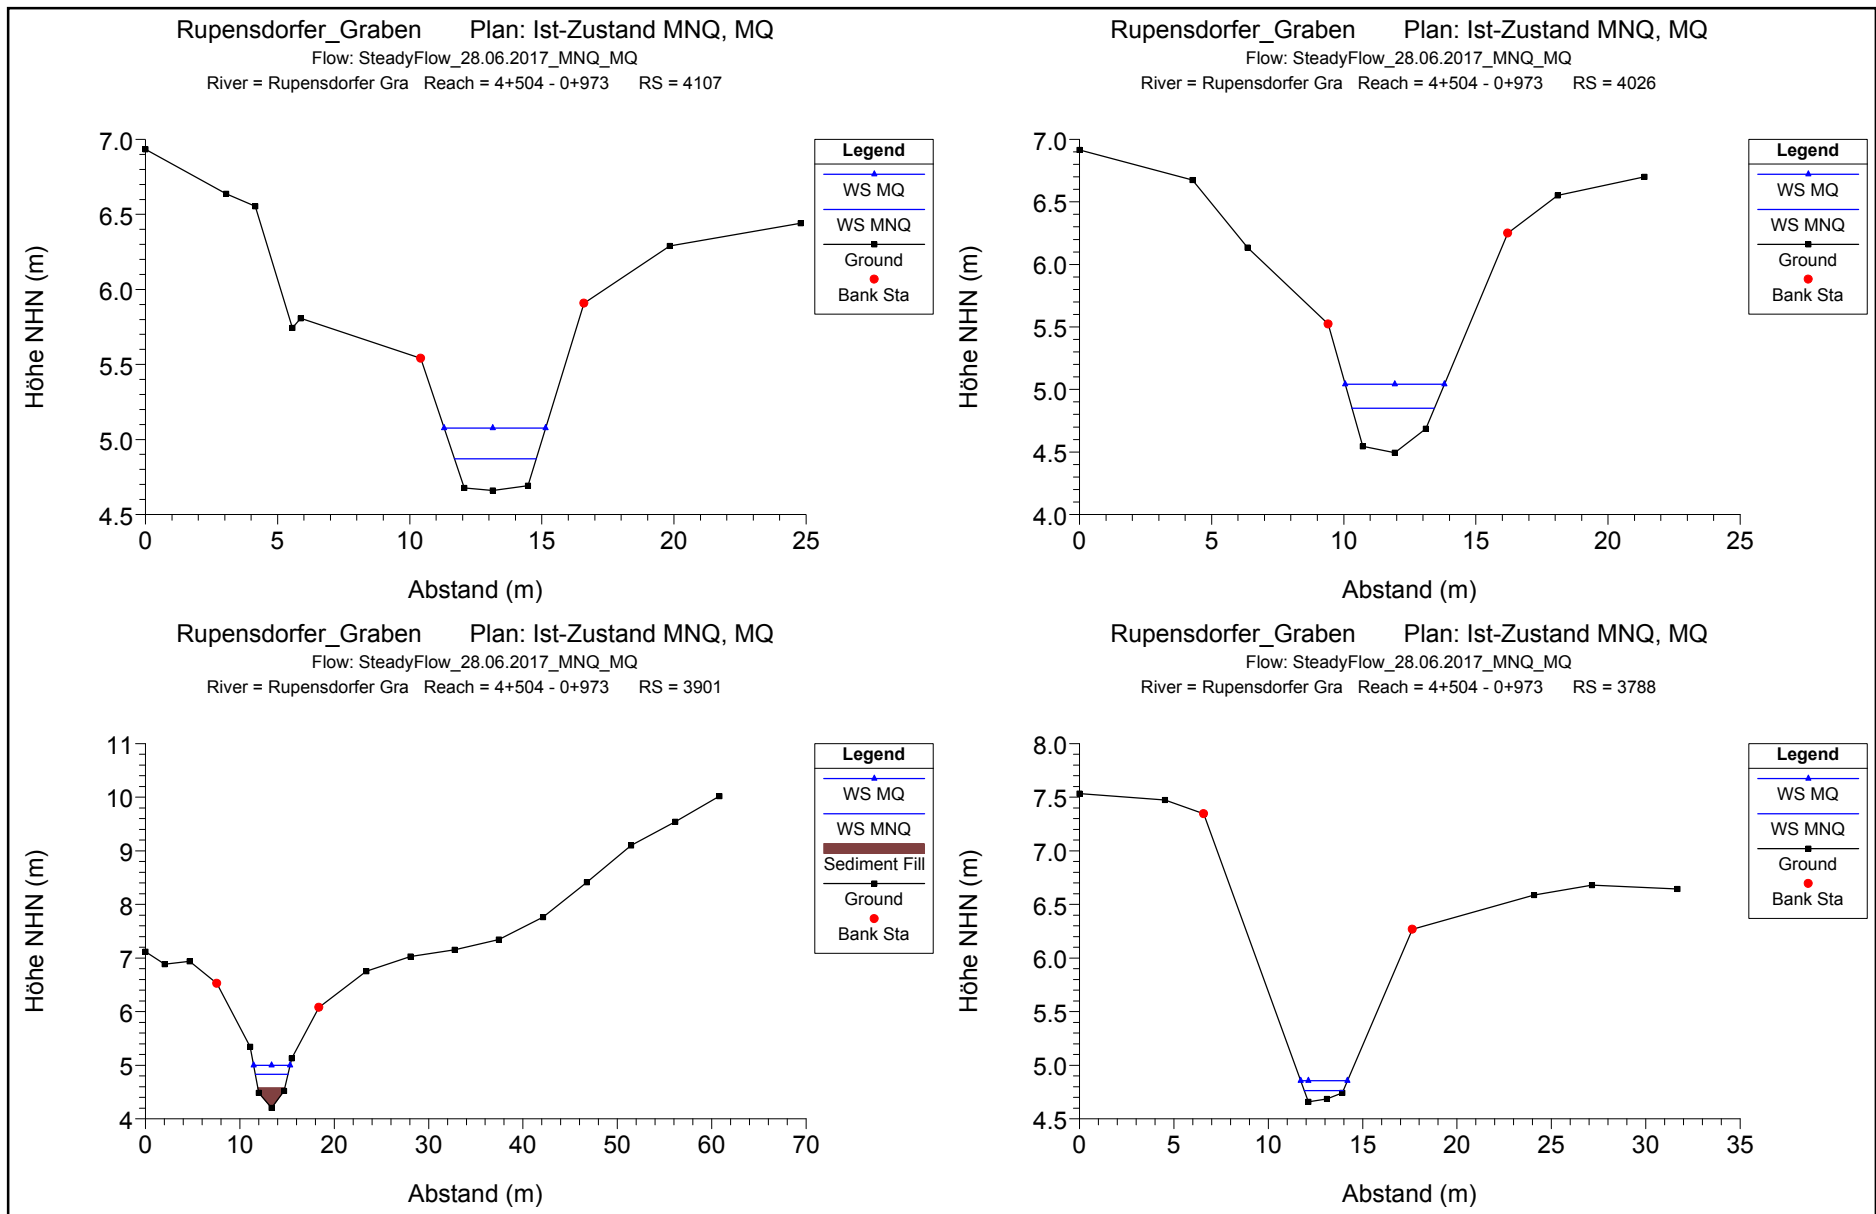 Rupensdorfer_Graben Plan: Ist-Zustand MNQ, MQ
Flow: SteadyFlow_28.06.2017_MNQ_MQ
River = Rupensdorfer Gra Reach = 4+504 - 0+973 RS = 4107
7.0
6.5
6.0
5.5
5.0
4.5
0 5 10 15 20 25
Höhe NHN (m)
Abstand (m)
Legend
WS MQ
WS MNQ
Ground
Bank Sta
Rupensdorfer_Graben Plan: Ist-Zustand MNQ, MQ
Flow: SteadyFlow_28.06.2017_MNQ_MQ
River = Rupensdorfer Gra Reach = 4+504 - 0+973 RS = 4026
7.0
6.5
6.0
5.5
5.0
4.5
4.0
0 5 10 15 20 25
Höhe NHN (m)
Abstand (m)
Legend
WS MQ
WS MNQ
Ground
Bank Sta
Rupensdorfer_Graben Plan: Ist-Zustand MNQ, MQ
Flow: SteadyFlow_28.06.2017_MNQ_MQ
River = Rupensdorfer Gra Reach = 4+504 - 0+973 RS = 3901
11
10
9
8
7
6
5
4
0 10 20 30 40 50 60 70
Höhe NHN (m)
Abstand (m)
Legend
WS MQ
WS MNQ
Sediment Fill
Ground
Bank Sta
Rupensdorfer_Graben Plan: Ist-Zustand MNQ, MQ
Flow: SteadyFlow_28.06.2017_MNQ_MQ
River = Rupensdorfer Gra Reach = 4+504 - 0+973 RS = 3788
8.0
7.5
7.0
6.5
6.0
5.5
5.0
4.5
0 5 10 15 20 25 30 35
Höhe NHN (m)
Abstand (m)
Legend
WS MQ
WS MNQ
Ground
Bank Sta